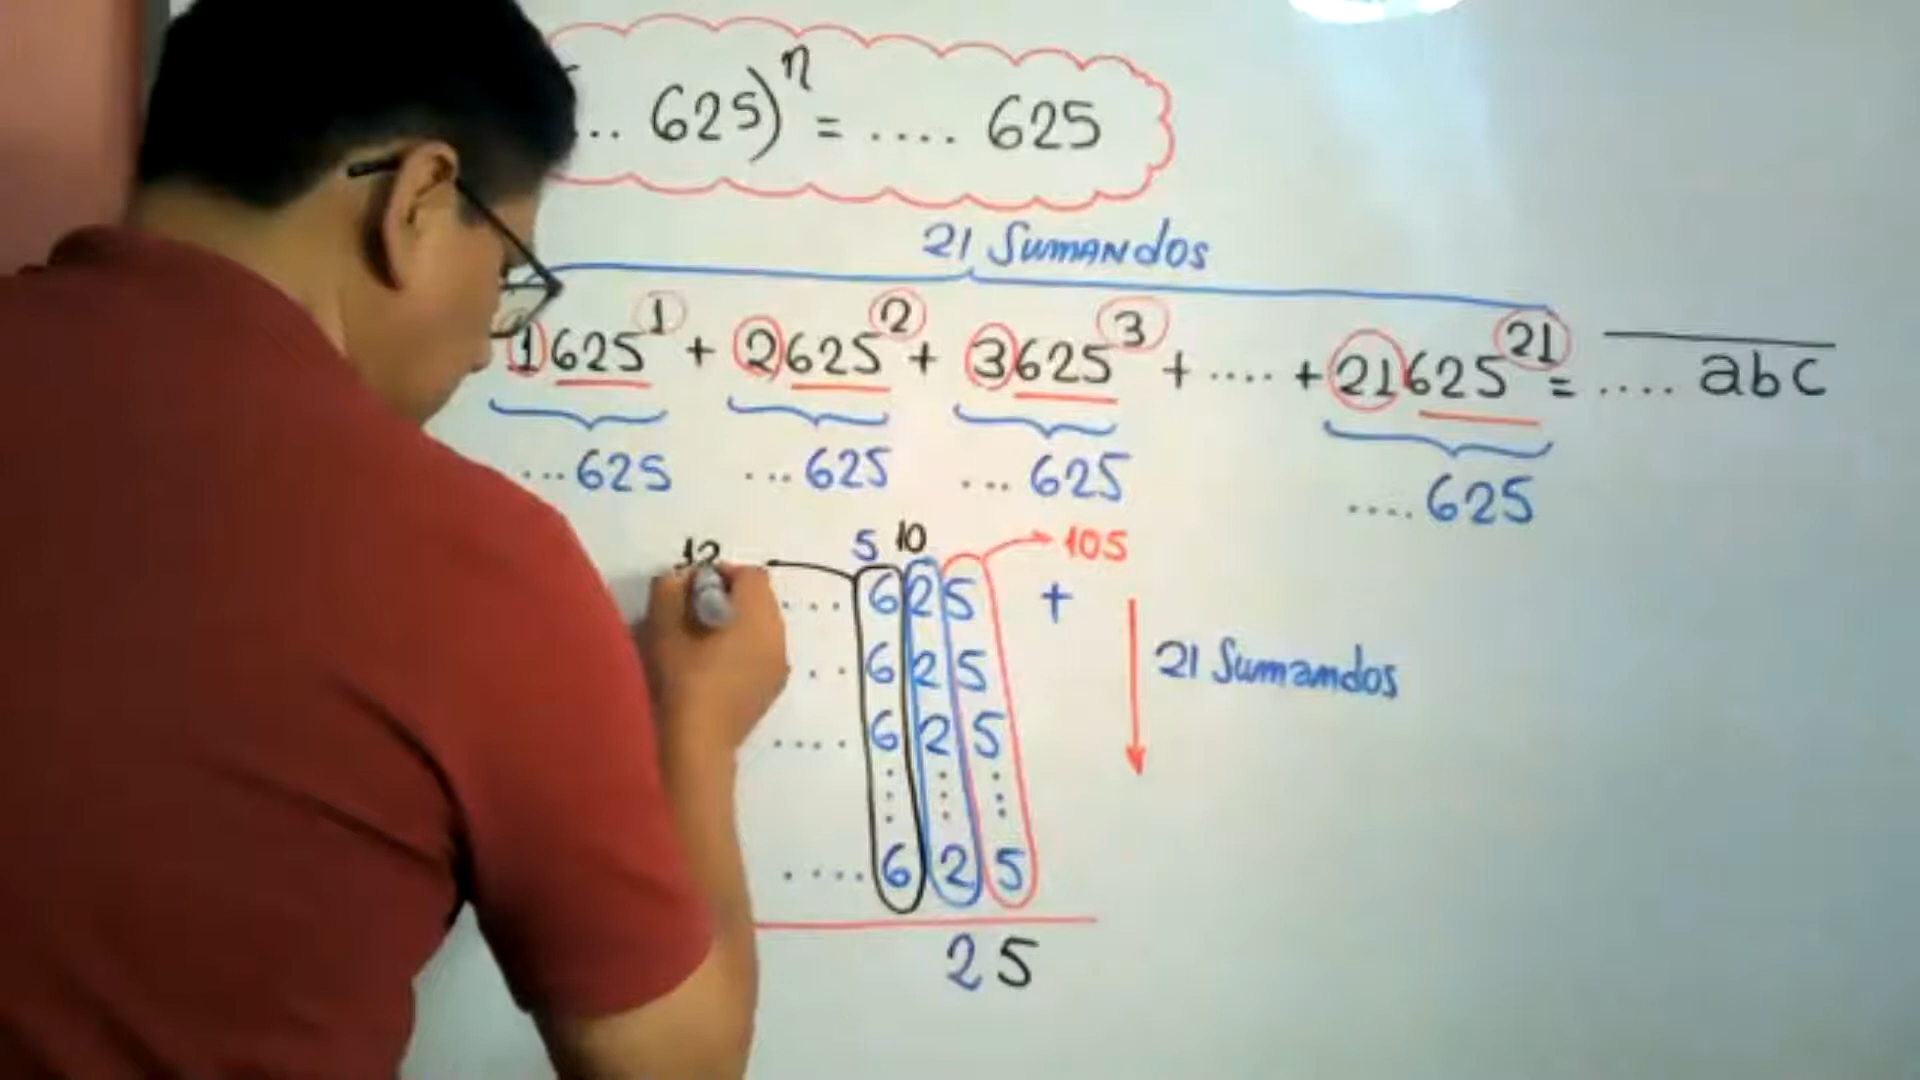 ... 625)ⁿ = .... 625
21 Sumandos
1625¹ + 2625² + 3625³ + .... + 21625²¹ = .... abc
...625 ...625 ...625 ....625
12 5 10 105
... 625 +
.. 625 21 Sumandos
.... 625
.... 625
25